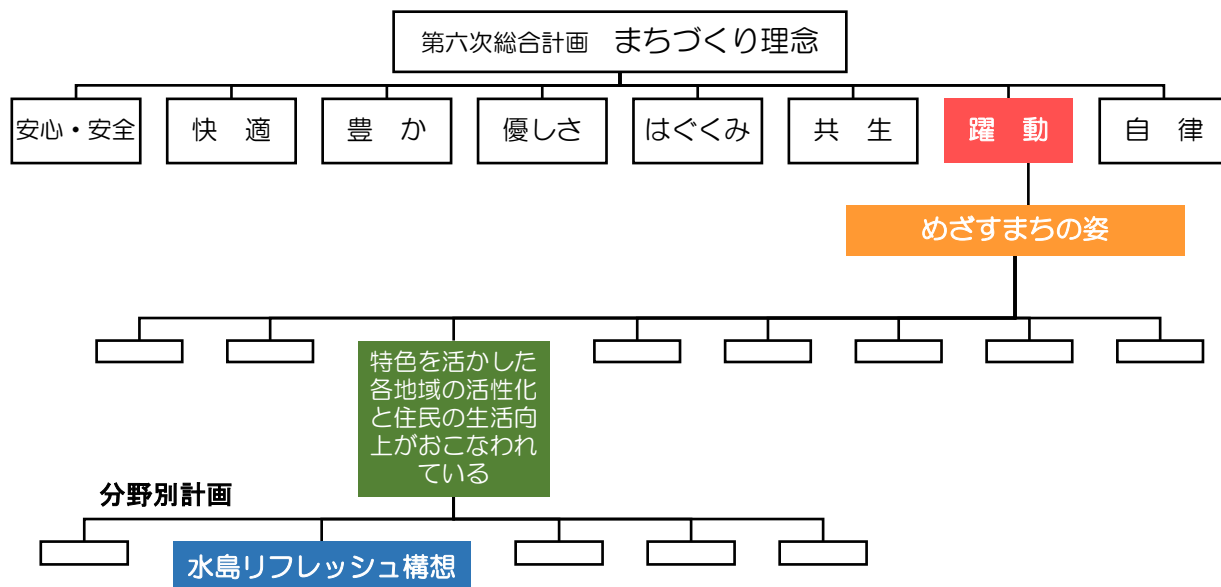 第六次総合計画　まちづくり理念
安心・安全
快　適
豊　か
優しさ
はぐくみ
共　生
躍　動
自　律
めざすまちの姿
特色を活かした
各地域の活性化
と住民の生活向
上がおこなわれ
ている
分野別計画
水島リフレッシュ構想